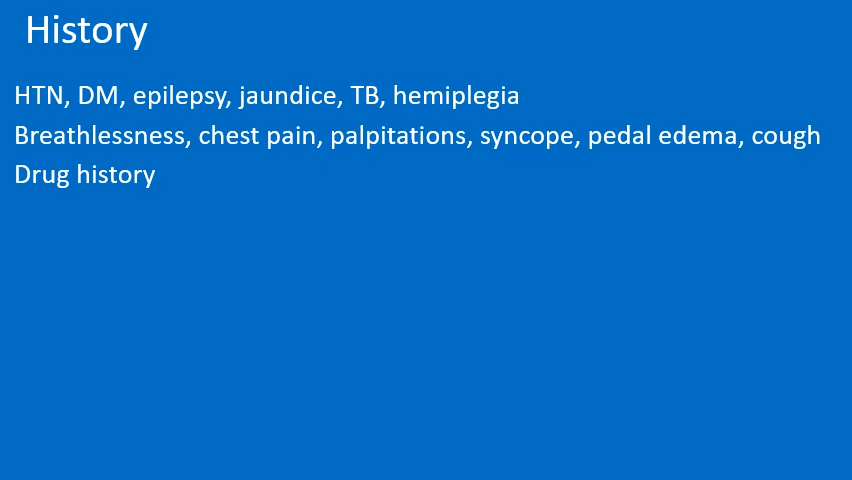 History
HTN, DM, epilepsy, jaundice, TB, hemiplegia
Breathlessness, chest pain, palpitations, syncope, pedal edema, cough
Drug history